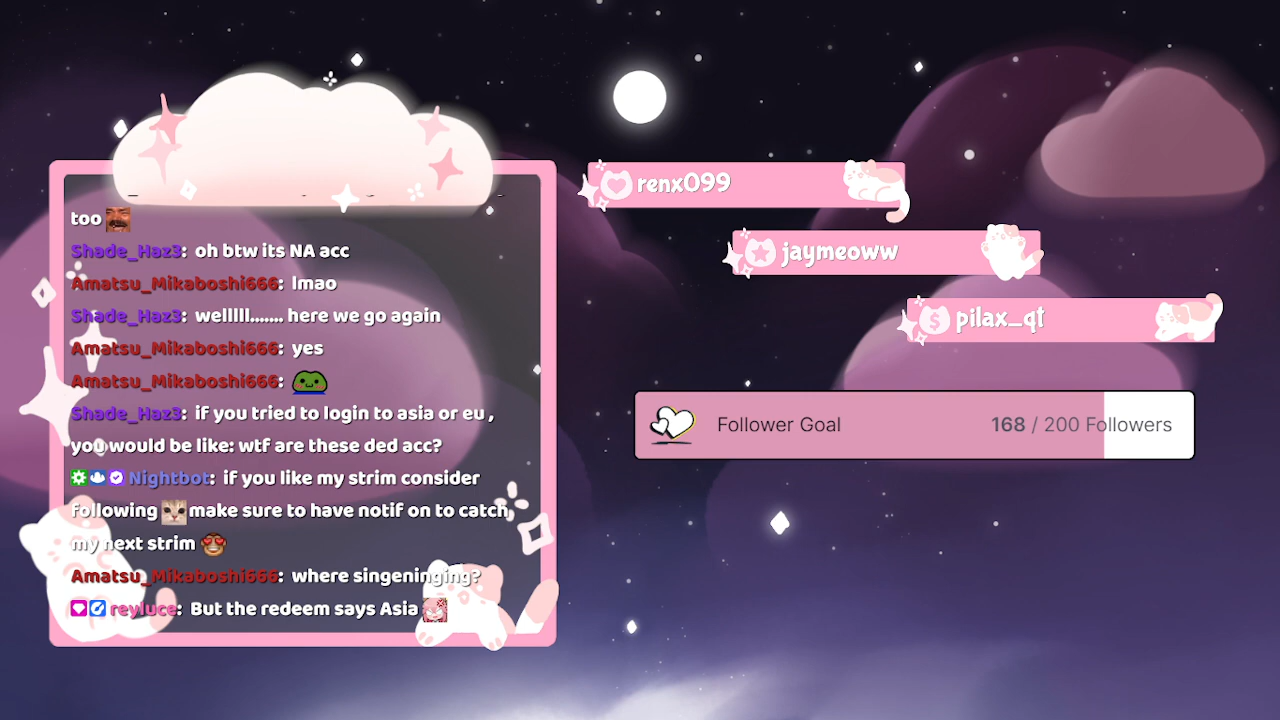 too
Shade_Haz3: oh btw its NA acc
Amatsu_Mikaboshi666: lmao
Shade_Haz3: welllll....... here we go again
Amatsu_Mikaboshi666: yes
Amatsu_Mikaboshi666:
Shade_Haz3: if you tried to login to asia or eu ,
you would be like: wtf are these ded acc?
Nightbot: if you like my strim consider
following make sure to have notif on to catch
my next strim
Amatsu_Mikaboshi666: where singeninging?
reyluce: But the redeem says Asia
renx099
jaymeoww
pilax_qt
Follower Goal 168 / 200 Followers